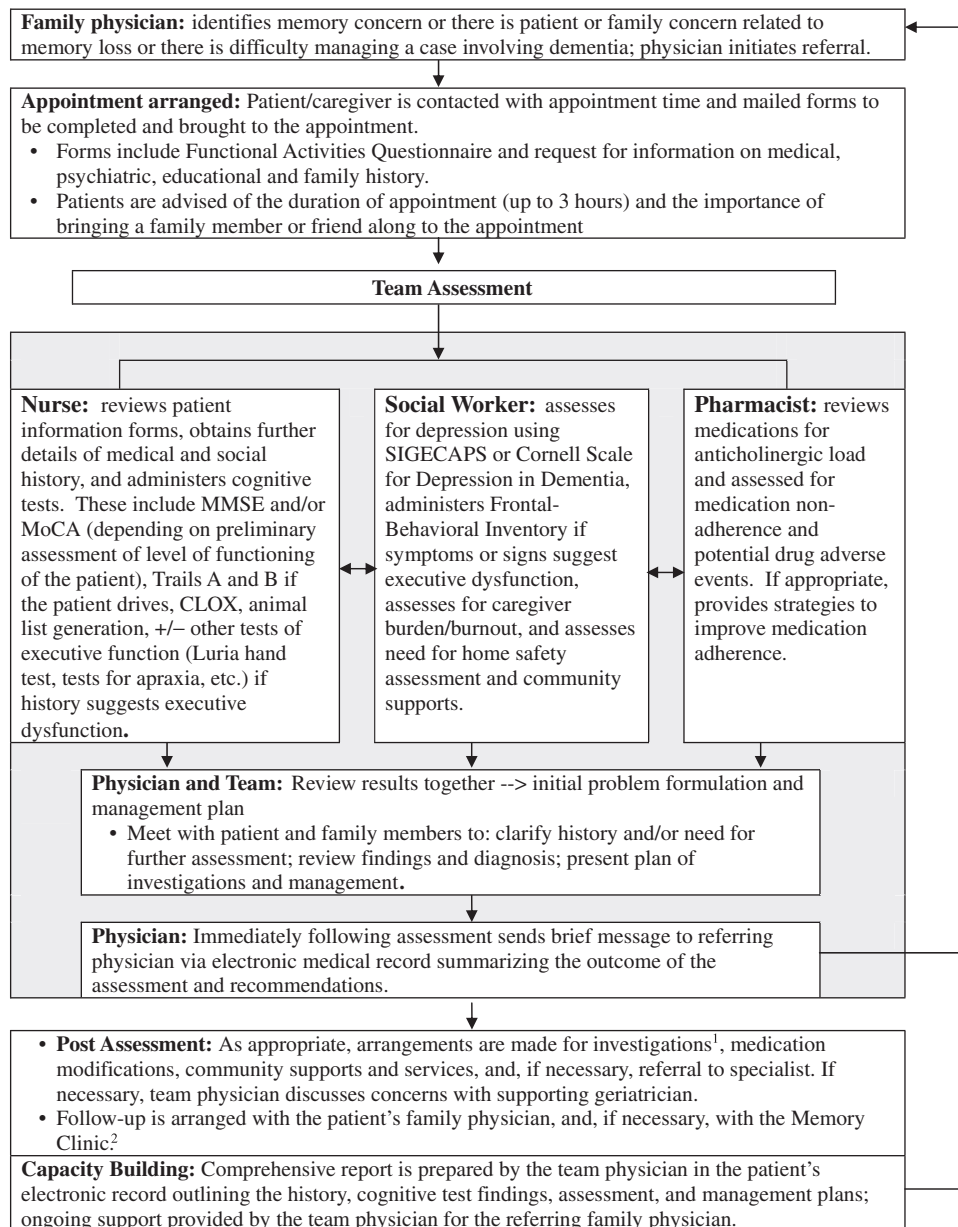 Family physician: identifies memory concern or there is patient or family concern related to
memory loss or there is difficulty managing a case involving dementia; physician initiates referral.
Appointment arranged: Patient/caregiver is contacted with appointment time and mailed forms to
be completed and brought to the appointment.
• Forms include Functional Activities Questionnaire and request for information on medical,
psychiatric, educational and family history.
• Patients are advised of the duration of appointment (up to 3 hours) and the importance of
bringing a family member or friend along to the appointment
Team Assessment
Nurse: reviews patient
information forms, obtains further
details of medical and social
history, and administers cognitive
tests. These include MMSE and/or
MoCA (depending on preliminary
assessment of level of functioning
of the patient), Trails A and B if
the patient drives, CLOX, animal
list generation, +/– other tests of
executive function (Luria hand
test, tests for apraxia, etc.) if
history suggests executive
dysfunction.
Social Worker: assesses
for depression using
SIGECAPS or Cornell Scale
for Depression in Dementia,
administers Frontal-
Behavioral Inventory if
symptoms or signs suggest
executive dysfunction,
assesses for caregiver
burden/burnout, and assesses
need for home safety
assessment and community
supports.
Pharmacist: reviews
medications for
anticholinergic load
and assessed for
medication non-
adherence and
potential drug adverse
events. If appropriate,
provides strategies to
improve medication
adherence.
Physician and Team: Review results together --> initial problem formulation and
management plan
• Meet with patient and family members to: clarify history and/or need for
further assessment; review findings and diagnosis; present plan of
investigations and management.
Physician: Immediately following assessment sends brief message to referring
physician via electronic medical record summarizing the outcome of the
assessment and recommendations.
• Post Assessment: As appropriate, arrangements are made for investigations¹, medication
modifications, community supports and services, and, if necessary, referral to specialist. If
necessary, team physician discusses concerns with supporting geriatrician.
• Follow-up is arranged with the patient's family physician, and, if necessary, with the Memory
Clinic.²
Capacity Building: Comprehensive report is prepared by the team physician in the patient's
electronic record outlining the history, cognitive test findings, assessment, and management plans;
ongoing support provided by the team physician for the referring family physician.